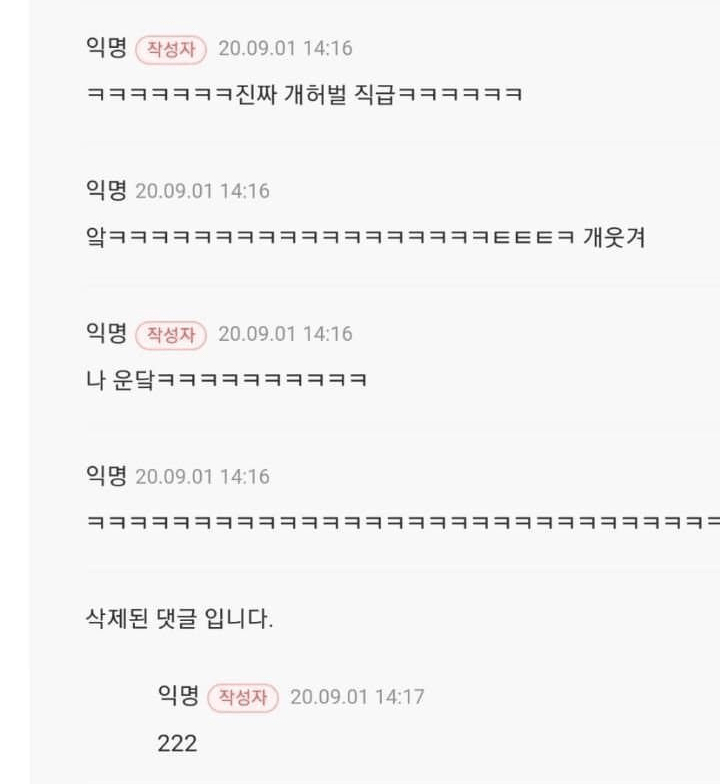 익명 작성자 20.09.01 14:16
ㅋㅋㅋㅋㅋㅋㅋ진짜 개허벌 직급ㅋㅋㅋㅋㅋㅋ
익명 20.09.01 14:16
앜ㅋㅋㅋㅋㅋㅋㅋㅋㅋㅋㅋㅋㅋㅋㅋㅋㅋㅋㅌㅌㅌㅋ 개웃겨
익명 작성자 20.09.01 14:16
나 운닼ㅋㅋㅋㅋㅋㅋㅋㅋㅋㅋ
익명 20.09.01 14:16
ㅋㅋㅋㅋㅋㅋㅋㅋㅋㅋㅋㅋㅋㅋㅋㅋㅋㅋㅋㅋㅋㅋㅋㅋㅋㅋㅋㅋㅋㅋ
삭제된 댓글 입니다.
익명 작성자 20.09.01 14:17
222